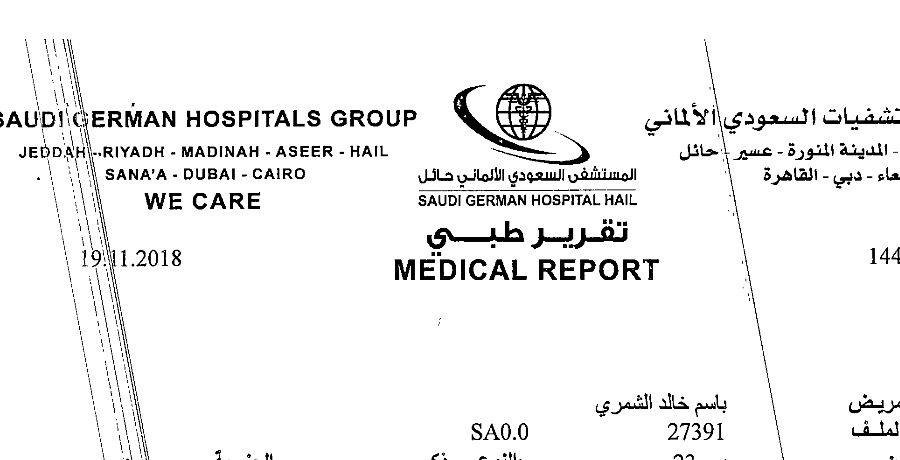 SAUDI GERMAN HOSPITALS GROUP
JEDDAH - RIYADH - MADINAH - ASEER - HAIL
SANA'A - DUBAI - CAIRO
WE CARE
المستشفى السعودي الألماني حائل
SAUDI GERMAN HOSPITAL HAIL
تشفيات السعودي الألماني
- المدينة المنورة - عسير - حائل
عاء - دبي - القاهرة
تقرير طبي
MEDICAL REPORT
19.11.2018
144
مريض باسم خالد الشمري
لملف 27391 SA0.0